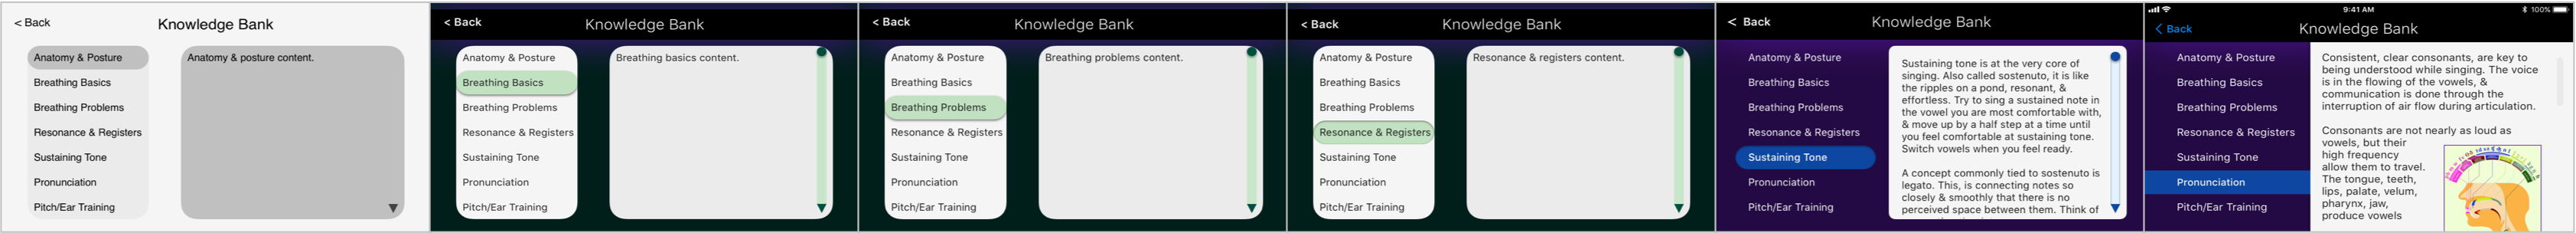 < Back
Knowledge Bank
Anatomy & Posture
Breathing Basics
Breathing Problems
Resonance & Registers
Sustaining Tone
Pronunciation
Pitch/Ear Training
Anatomy & posture content.
< Back
Knowledge Bank
Anatomy & Posture
Breathing Basics
Breathing Problems
Resonance & Registers
Sustaining Tone
Pronunciation
Pitch/Ear Training
Breathing basics content.
< Back
Knowledge Bank
Anatomy & Posture
Breathing Basics
Breathing Problems
Resonance & Registers
Sustaining Tone
Pronunciation
Pitch/Ear Training
Breathing problems content.
< Back
Knowledge Bank
Anatomy & Posture
Breathing Basics
Breathing Problems
Resonance & Registers
Sustaining Tone
Pronunciation
Pitch/Ear Training
Resonance & registers content.
< Back
Knowledge Bank
Anatomy & Posture
Breathing Basics
Breathing Problems
Resonance & Registers
Sustaining Tone
Pronunciation
Pitch/Ear Training
Sustaining tone is at the very core of
singing. Also called sostenuto, it is like
the ripples on a pond, resonant, &
effortless. Try to sing a sustained note in
the vowel you are most comfortable with,
& move up by a half step at a time until
you feel comfortable at sustaining tone.
Switch vowels when you feel ready.
A concept commonly tied to sostenuto is
legato. This, is connecting notes so
closely & smoothly that there is no
perceived space between them. Think of
9:41 AM
100%
< Back
Knowledge Bank
Anatomy & Posture
Breathing Basics
Breathing Problems
Resonance & Registers
Sustaining Tone
Pronunciation
Pitch/Ear Training
Consistent, clear consonants, are key to
being understood while singing. The voice
is in the flowing of the vowels, &
communication is done through the
interruption of air flow during articulation.
Consonants are not nearly as loud as
vowels, but their
high frequency
allow them to travel.
The tongue, teeth,
lips, palate, velum,
pharynx, jaw,
produce vowels